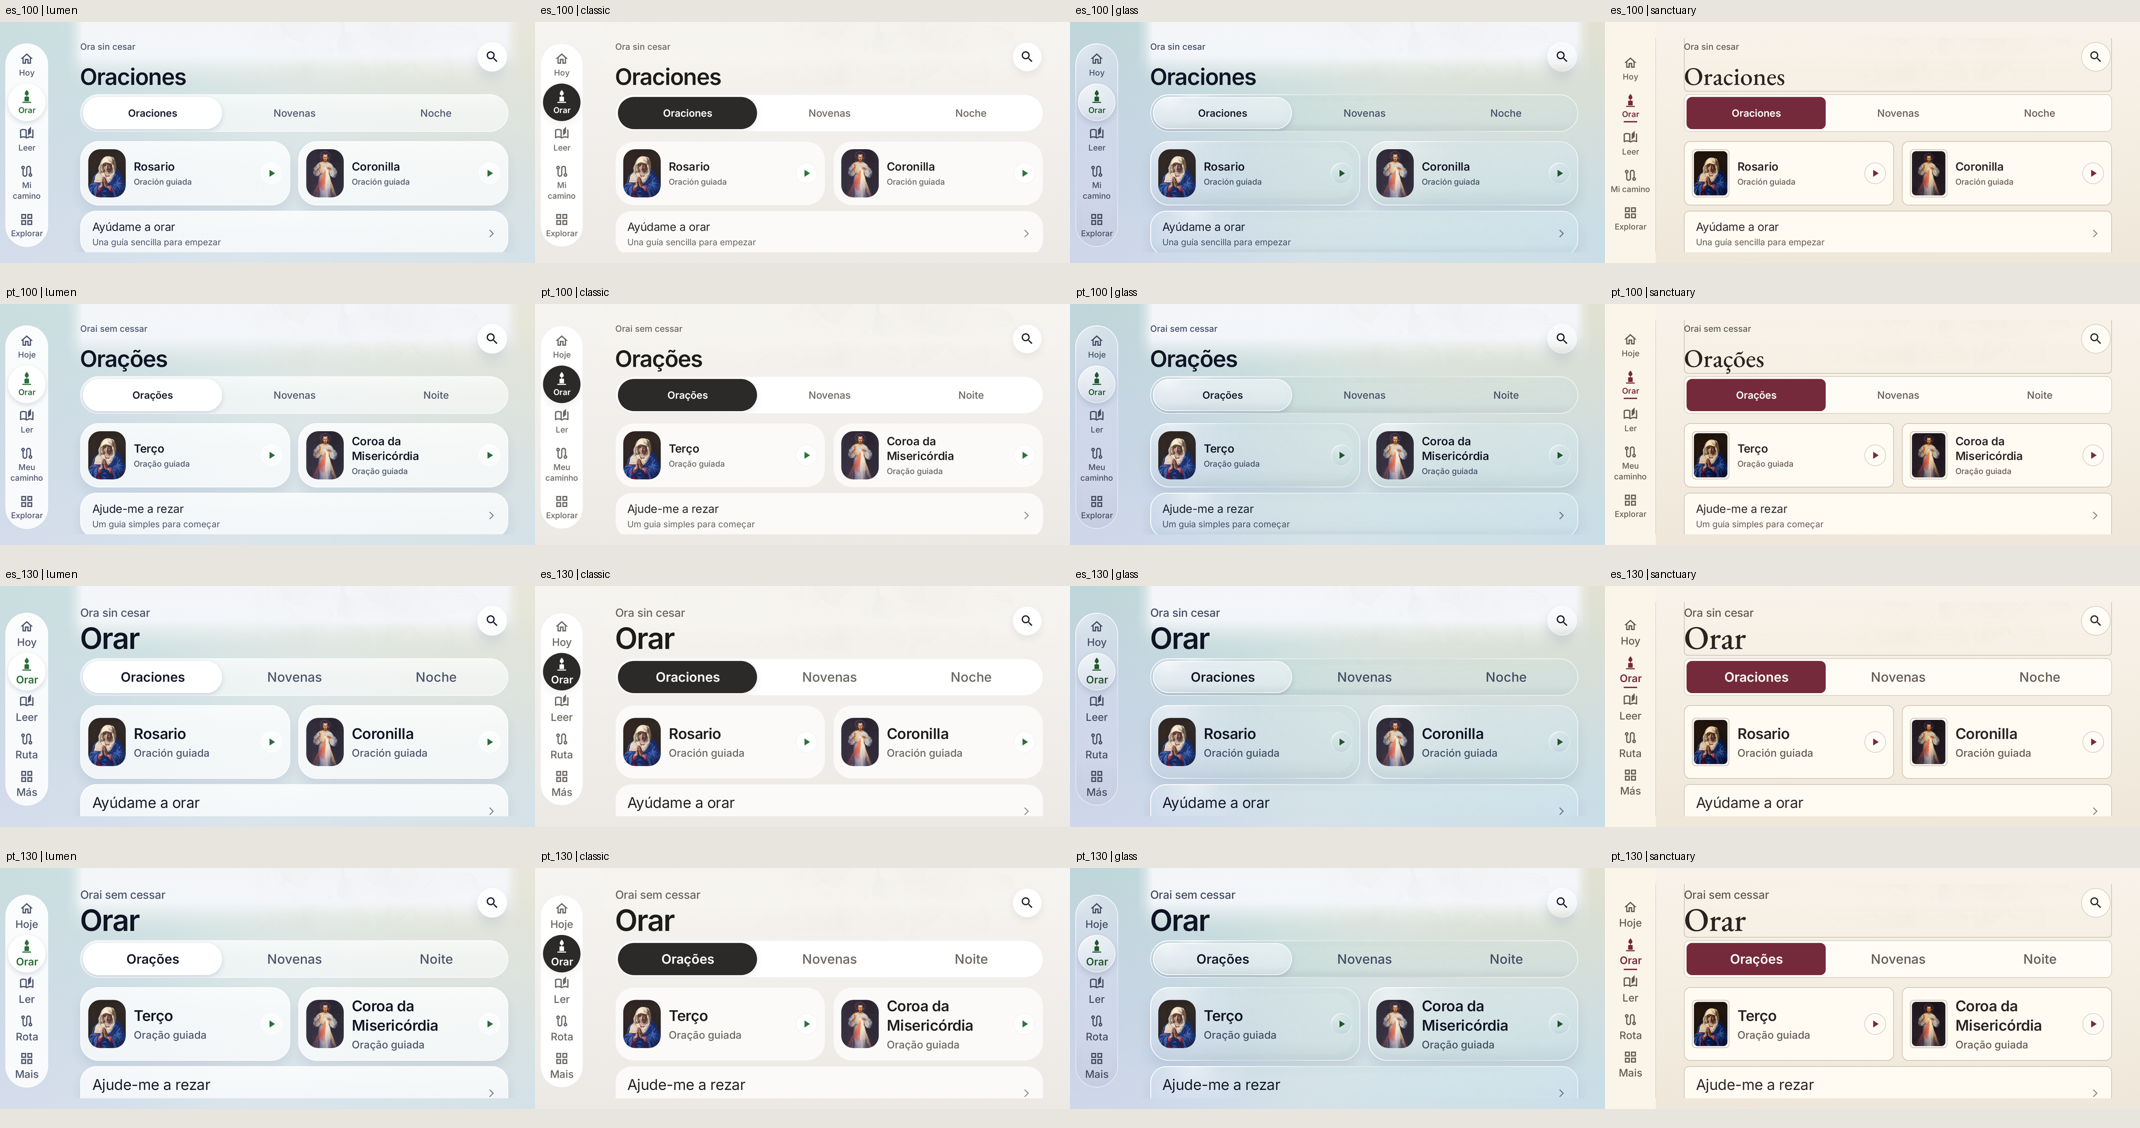 es_100 | lumen
Ora sin cesar
Oraciones
Hoy
Orar
Leer
Mi
camino
Explorar
Oraciones
Novenas
Noche
Rosario
Oración guiada
Coronilla
Oración guiada
Ayúdame a orar
Una guía sencilla para empezar
es_100 | classic
Ora sin cesar
Oraciones
Hoy
Orar
Leer
Mi
camino
Explorar
Oraciones
Novenas
Noche
Rosario
Oración guiada
Coronilla
Oración guiada
Ayúdame a orar
Una guía sencilla para empezar
es_100 | glass
Ora sin cesar
Oraciones
Hoy
Orar
Leer
Mi
camino
Explorar
Oraciones
Novenas
Noche
Rosario
Oración guiada
Coronilla
Oración guiada
Ayúdame a orar
Una guía sencilla para empezar
es_100 | sanctuary
Ora sin cesar
Oraciones
Hoy
Orar
Leer
Mi camino
Explorar
Oraciones
Novenas
Noche
Rosario
Oración guiada
Coronilla
Oración guiada
Ayúdame a orar
Una guía sencilla para empezar
pt_100 | lumen
Orai sem cessar
Orações
Hoje
Orar
Ler
Meu
caminho
Explorar
Orações
Novenas
Noite
Terço
Oração guiada
Coroa da
Misericórdia
Oração guiada
Ajude-me a rezar
Um guia simples para começar
pt_100 | classic
Orai sem cessar
Orações
Hoje
Orar
Ler
Meu
caminho
Explorar
Orações
Novenas
Noite
Terço
Oração guiada
Coroa da
Misericórdia
Oração guiada
Ajude-me a rezar
Um guia simples para começar
pt_100 | glass
Orai sem cessar
Orações
Hoje
Orar
Ler
Meu
caminho
Explorar
Orações
Novenas
Noite
Terço
Oração guiada
Coroa da
Misericórdia
Oração guiada
Ajude-me a rezar
Um guia simples para começar
pt_100 | sanctuary
Orai sem cessar
Orações
Hoje
Orar
Ler
Meu
caminho
Explorar
Orações
Novenas
Noite
Terço
Oração guiada
Coroa da
Misericórdia
Oração guiada
Ajude-me a rezar
Um guia simples para começar
es_130 | lumen
Ora sin cesar
Orar
Hoy
Orar
Leer
Ruta
Más
Oraciones
Novenas
Noche
Rosario
Oración guiada
Coronilla
Oración guiada
Ayúdame a orar
es_130 | classic
Ora sin cesar
Orar
Hoy
Orar
Leer
Ruta
Más
Oraciones
Novenas
Noche
Rosario
Oración guiada
Coronilla
Oración guiada
Ayúdame a orar
es_130 | glass
Ora sin cesar
Orar
Hoy
Orar
Leer
Ruta
Más
Oraciones
Novenas
Noche
Rosario
Oración guiada
Coronilla
Oración guiada
Ayúdame a orar
es_130 | sanctuary
Ora sin cesar
Orar
Hoy
Orar
Leer
Ruta
Más
Oraciones
Novenas
Noche
Rosario
Oración guiada
Coronilla
Oración guiada
Ayúdame a orar
pt_130 | lumen
Orai sem cessar
Orar
Hoje
Orar
Ler
Rota
Mais
Orações
Novenas
Noite
Terço
Oração guiada
Coroa da
Misericórdia
Oração guiada
Ajude-me a rezar
pt_130 | classic
Orai sem cessar
Orar
Hoje
Orar
Ler
Rota
Mais
Orações
Novenas
Noite
Terço
Oração guiada
Coroa da
Misericórdia
Oração guiada
Ajude-me a rezar
pt_130 | glass
Orai sem cessar
Orar
Hoje
Orar
Ler
Rota
Mais
Orações
Novenas
Noite
Terço
Oração guiada
Coroa da
Misericórdia
Oração guiada
Ajude-me a rezar
pt_130 | sanctuary
Orai sem cessar
Orar
Hoje
Orar
Ler
Rota
Mais
Orações
Novenas
Noite
Terço
Oração guiada
Coroa da
Misericórdia
Oração guiada
Ajude-me a rezar